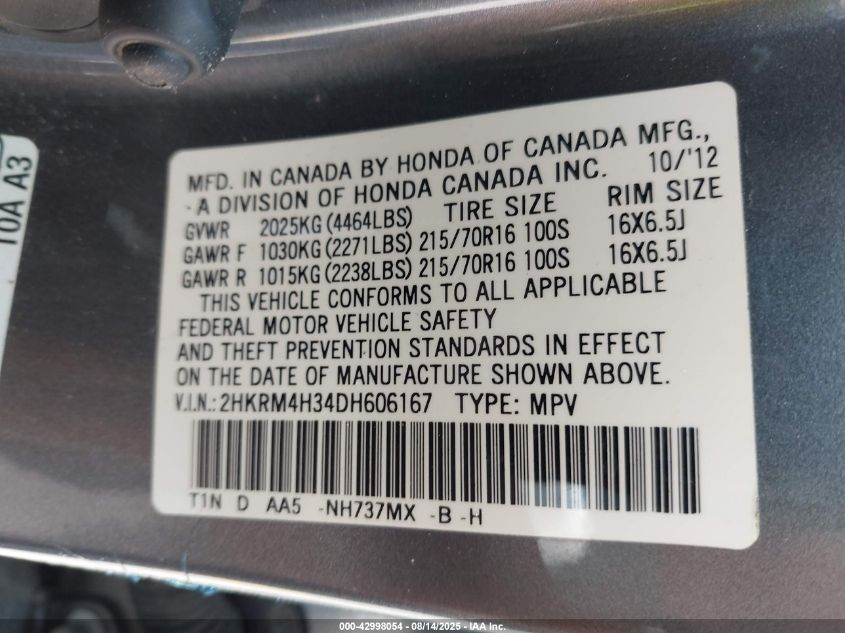 10A A3
MFD. IN CANADA BY HONDA OF CANADA MFG.,
- A DIVISION OF HONDA CANADA INC. 10/'12
GVWR 2025KG (4464LBS) TIRE SIZE RIM SIZE
GAWR F 1030KG (2271LBS) 215/70R16 100S 16X6.5J
GAWR R 1015KG (2238LBS) 215/70R16 100S 16X6.5J
THIS VEHICLE CONFORMS TO ALL APPLICABLE
FEDERAL MOTOR VEHICLE SAFETY
AND THEFT PREVENTION STANDARDS IN EFFECT
ON THE DATE OF MANUFACTURE SHOWN ABOVE.
V.I.N.: 2HKRM4H34DH606167 TYPE: MPV
T1N D AA5 -NH737MX -B -H
000-42998054 - 08/14/2025 - IAA Inc.